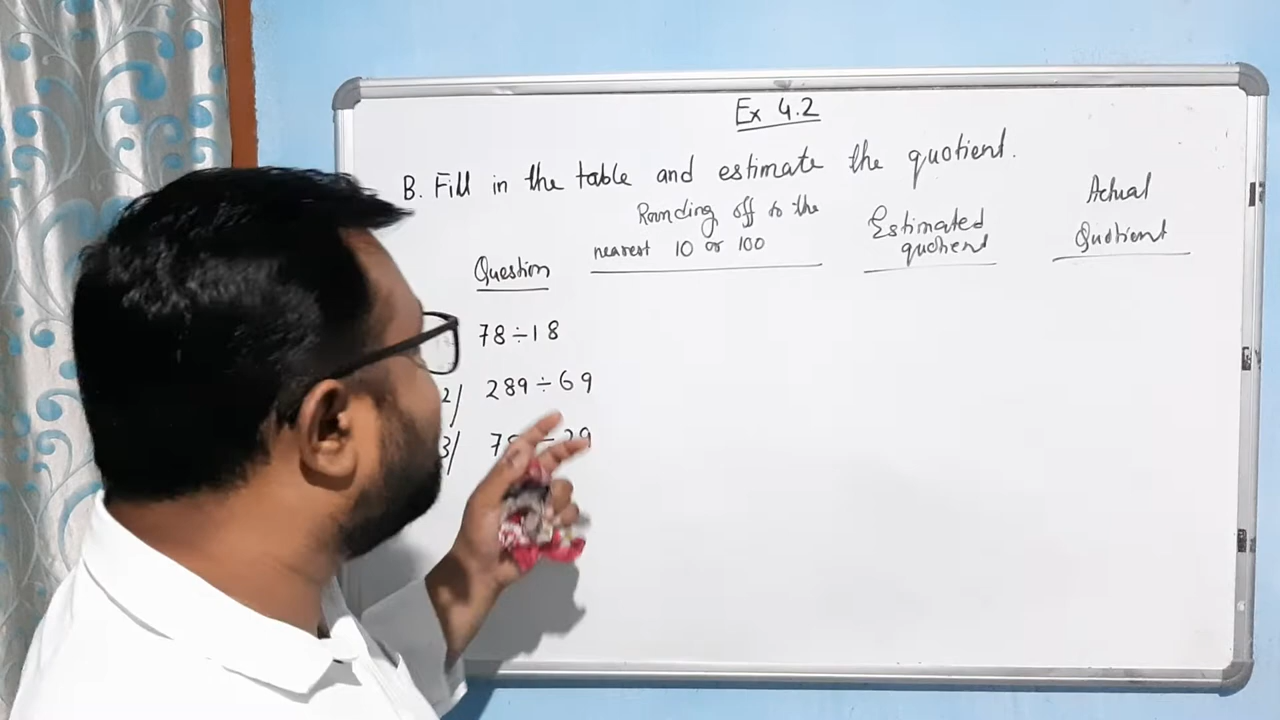 Ex 4.2
B. Fill in the table and estimate the quotient.
Rounding off to the
nearest 10 or 100
Estimated
quotient
Actual
Quotient
Question
78÷18
2/ 289÷69
3/